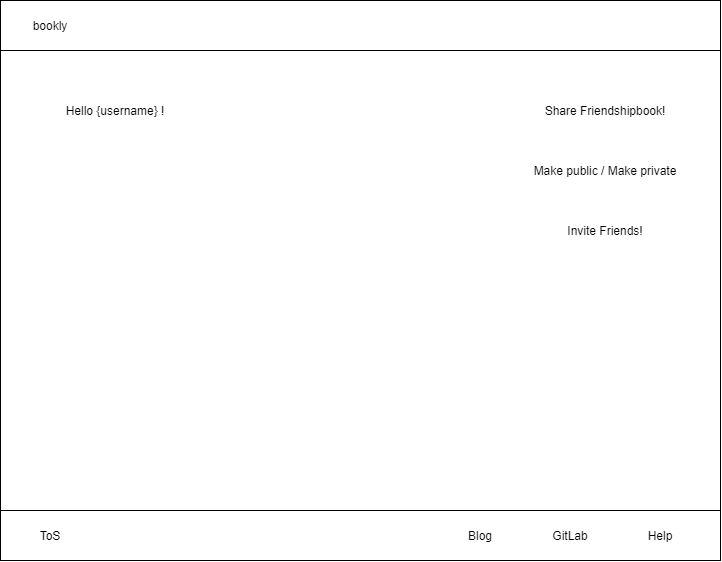 bookly
Hello {username} !
Share Friendshipbook!
Make public / Make private
Invite Friends!
ToS
Blog
GitLab
Help